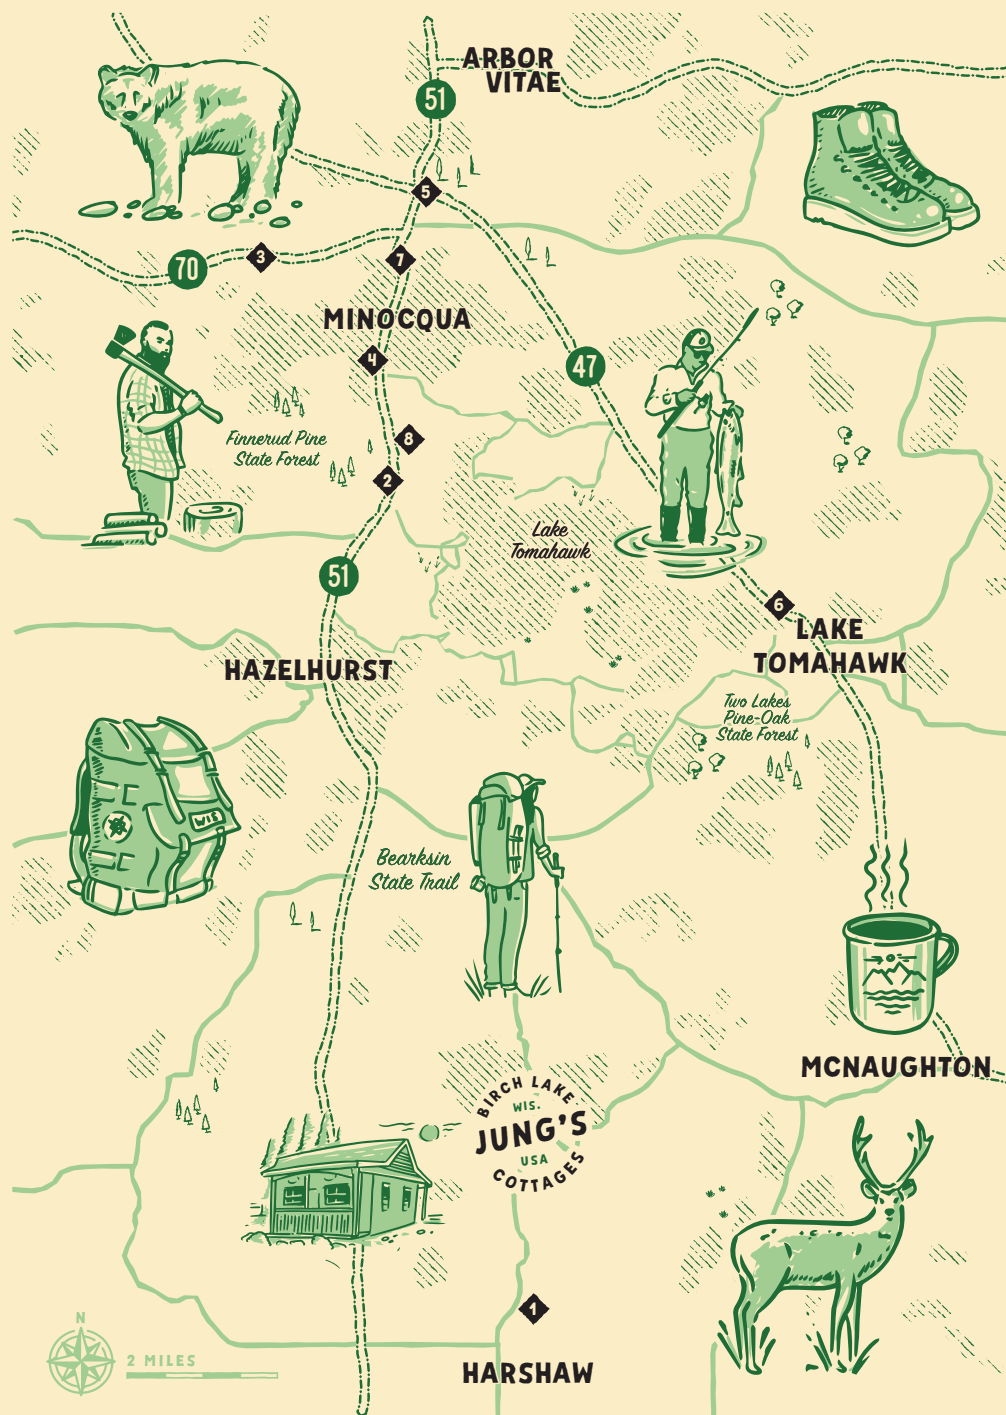 ARBOR
VITAE
51
5
3
70
7
MINOCQUA
4
47
8
Finnerud Pine
State Forest
2
Lake
Tomahawk
51
6
LAKE
TOMAHAWK
HAZELHURST
Two Lakes
Pine-Oak
State Forest
WIS
Bearksin
State Trail
MCNAUGHTON
BIRCH LAKE
WIS.
JUNG'S
USA
COTTAGES
1
N
2 MILES
HARSHAW